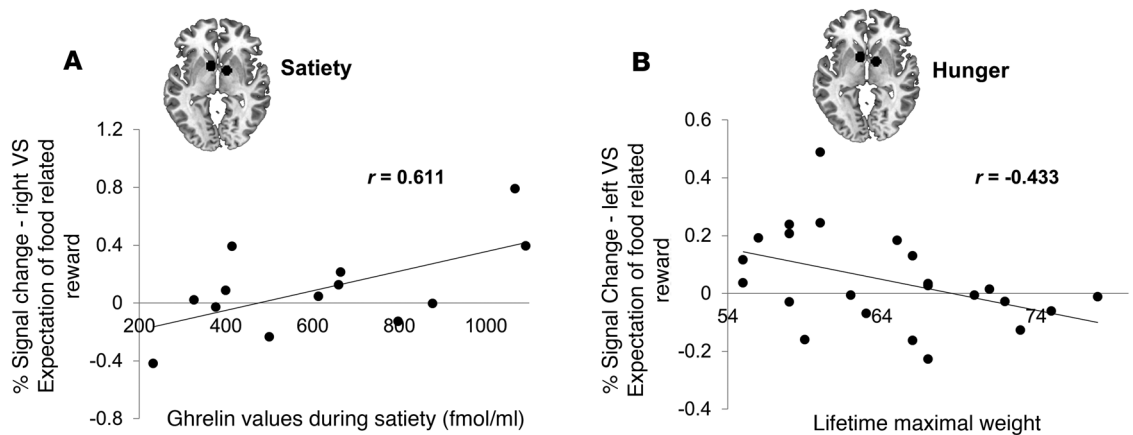 A
Satiety
% Signal change - right VS
Expectation of food related
reward
1.2
0.8
0.4
0
-0.4
-0.8
r = 0.611
200
400
600
800
1000
Ghrelin values during satiety (fmol/ml)
B
Hunger
% Signal Change - left VS
Expectation of food related
reward
0.6
0.4
0.2
0
-0.2
-0.4
r = -0.433
54
64
74
Lifetime maximal weight